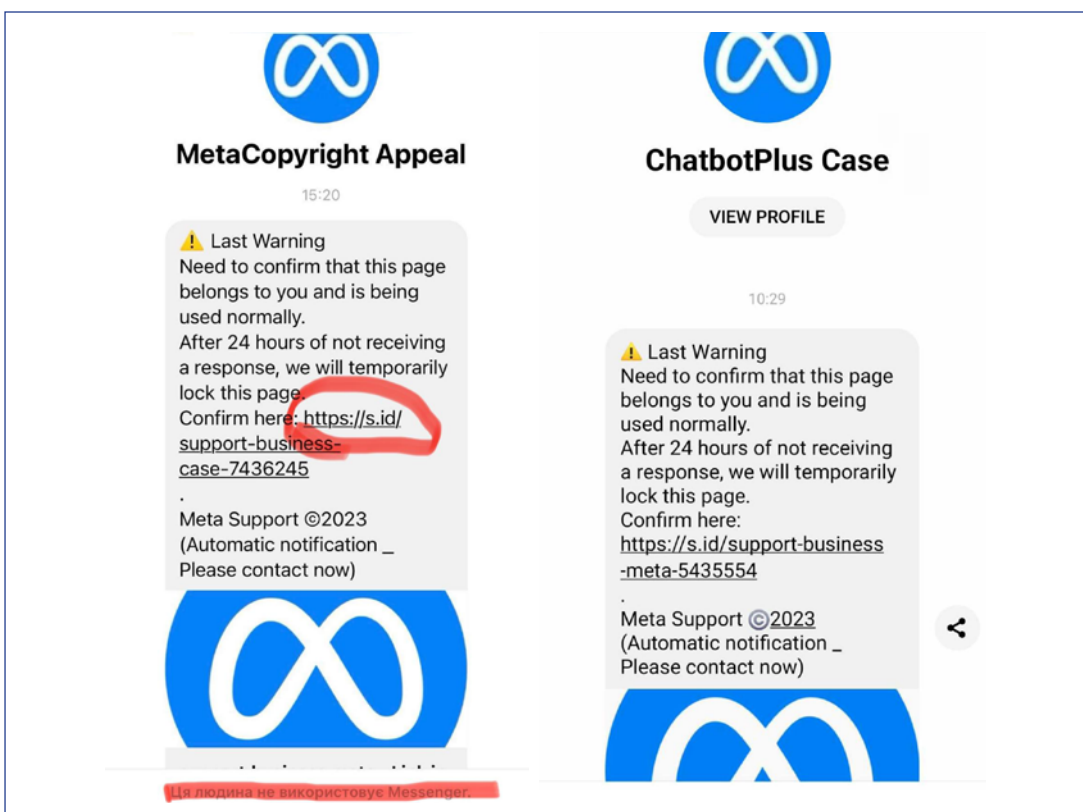 MetaCopyright Appeal
15:20
⚠️ Last Warning
Need to confirm that this page
belongs to you and is being
used normally.
After 24 hours of not receiving
a response, we will temporarily
lock this page.
Confirm here: https://s.id/
support-business-
case-7436245
.
Meta Support ©2023
(Automatic notification _
Please contact now)
Ця людина не використовує Messenger.
ChatbotPlus Case
VIEW PROFILE
10:29
⚠️ Last Warning
Need to confirm that this page
belongs to you and is being
used normally.
After 24 hours of not receiving
a response, we will temporarily
lock this page.
Confirm here:
https://s.id/support-business
-meta-5435554
.
Meta Support ©2023
(Automatic notification _
Please contact now)